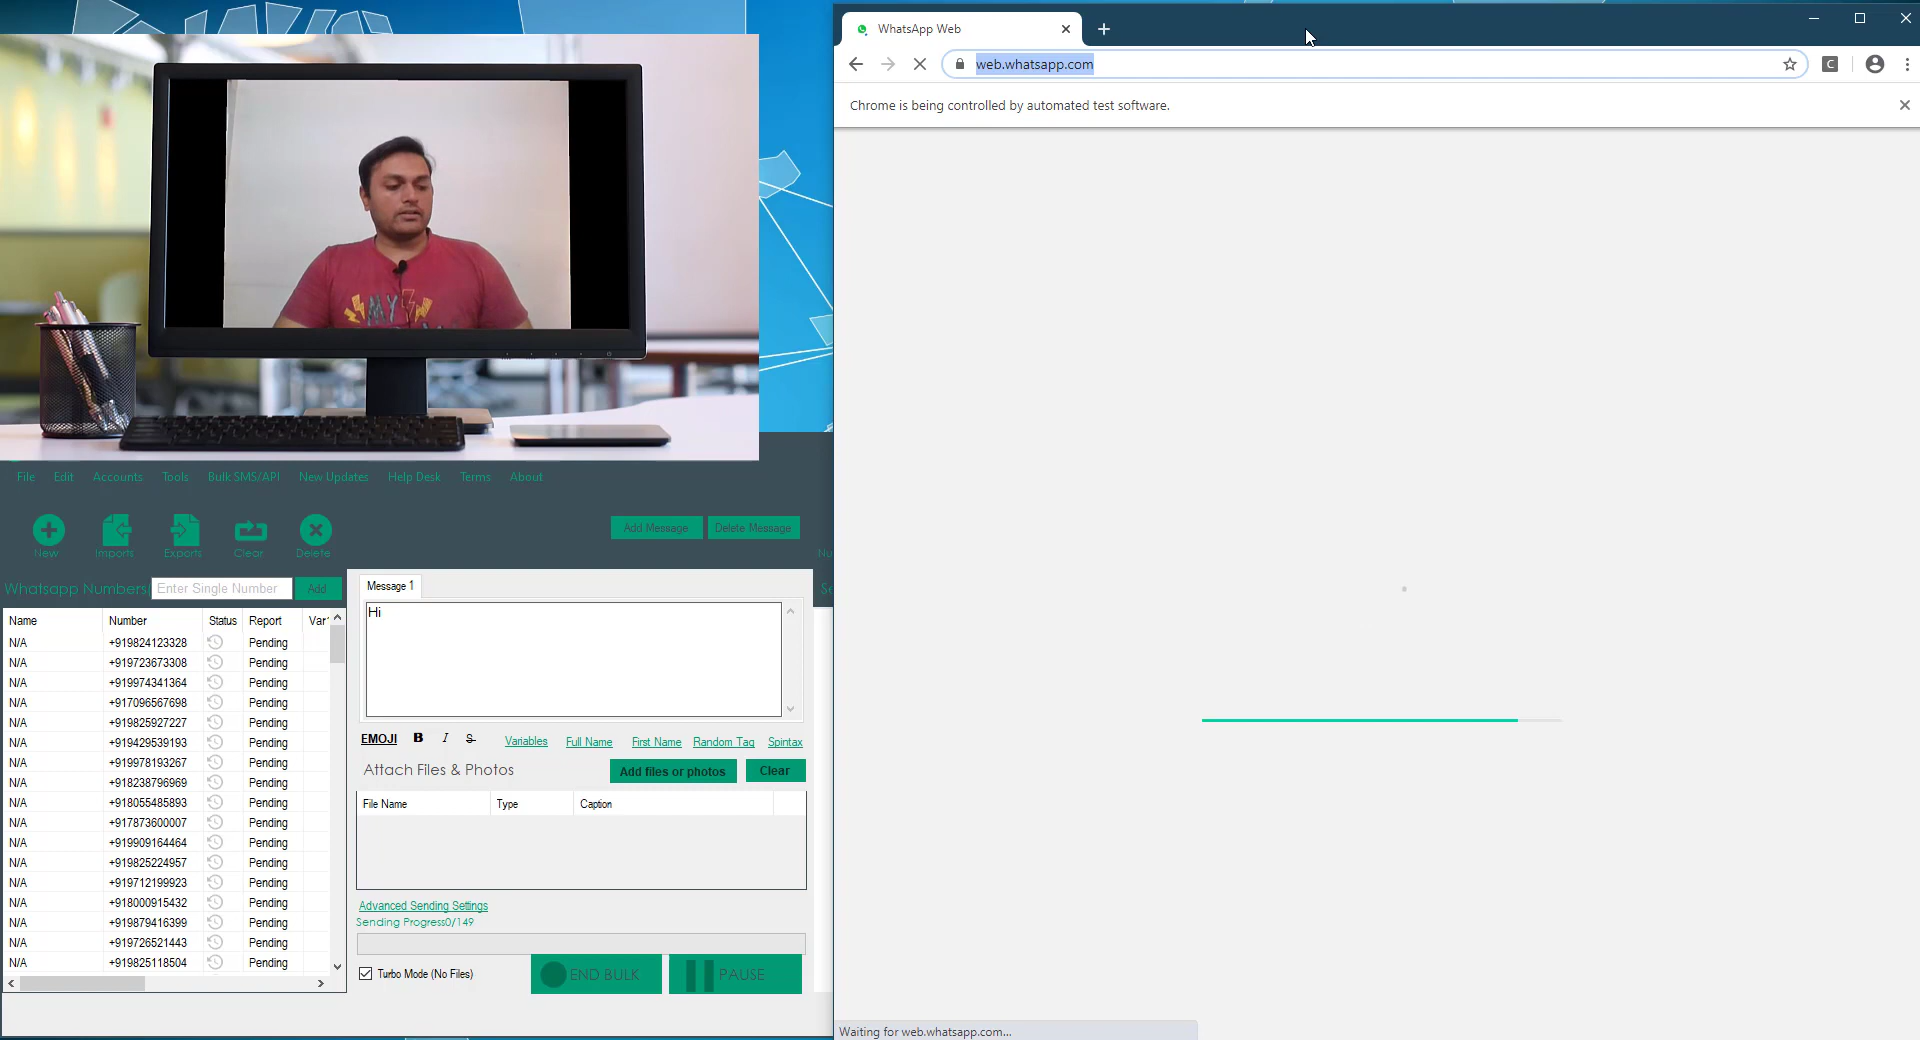 WhatsApp Web
web.whatsapp.com
Chrome is being controlled by automated test software.
MY
File Edit Accounts Tools Bulk SMS/API New Updates Help Desk Terms About
New Imports Exports Clear Delete
Add Message Delete Message
Whatsapp Numbers Enter Single Number Add
Name Number Status Report Var
N/A +919824123328 Pending
N/A +919723673308 Pending
N/A +919974341364 Pending
N/A +917096567698 Pending
N/A +919825927227 Pending
N/A +919429539193 Pending
N/A +919978193267 Pending
N/A +918238796969 Pending
N/A +918055485893 Pending
N/A +917873600007 Pending
N/A +919909164464 Pending
N/A +919825224957 Pending
N/A +919712199923 Pending
N/A +918000915432 Pending
N/A +919879416399 Pending
N/A +919726521443 Pending
N/A +919825118504 Pending
Message 1
Hi
EMOJI B I S Variables Full Name First Name Random Tag Spintax
Attach Files & Photos Add files or photos Clear
File Name Type Caption
Advanced Sending Settings
Sending Progress0/149
Turbo Mode (No Files) END BULK PAUSE
Waiting for web.whatsapp.com...